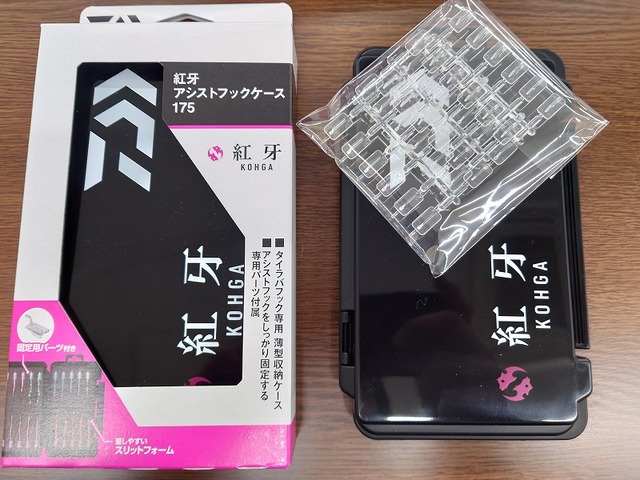 紅牙
アシストフックケース
175
紅牙
KOHGA
■タイラバフック専用 薄型収納ケース
■アシストフックをしっかり固定する
専用パーツ付属
紅牙
KOHGA
固定用パーツ付き
挿しやすい
スリットフォーム
紅牙
KOHGA